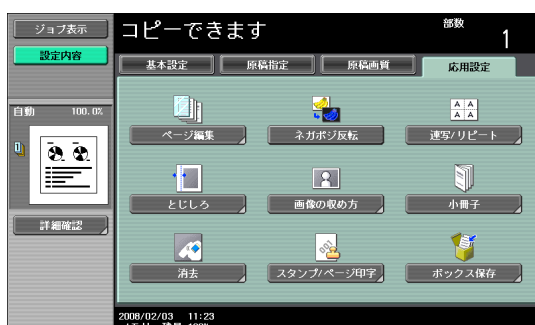 ジョブ表示
設定内容
コピーできます
部数
1
基本設定
原稿指定
原稿画質
応用設定
自動 100.0%
ページ編集
ネガポジ反転
連写/リピート
とじしろ
画像の収め方
小冊子
詳細確認
消去
スタンプ/ページ印字
ボックス保存
2008/02/03 11:23